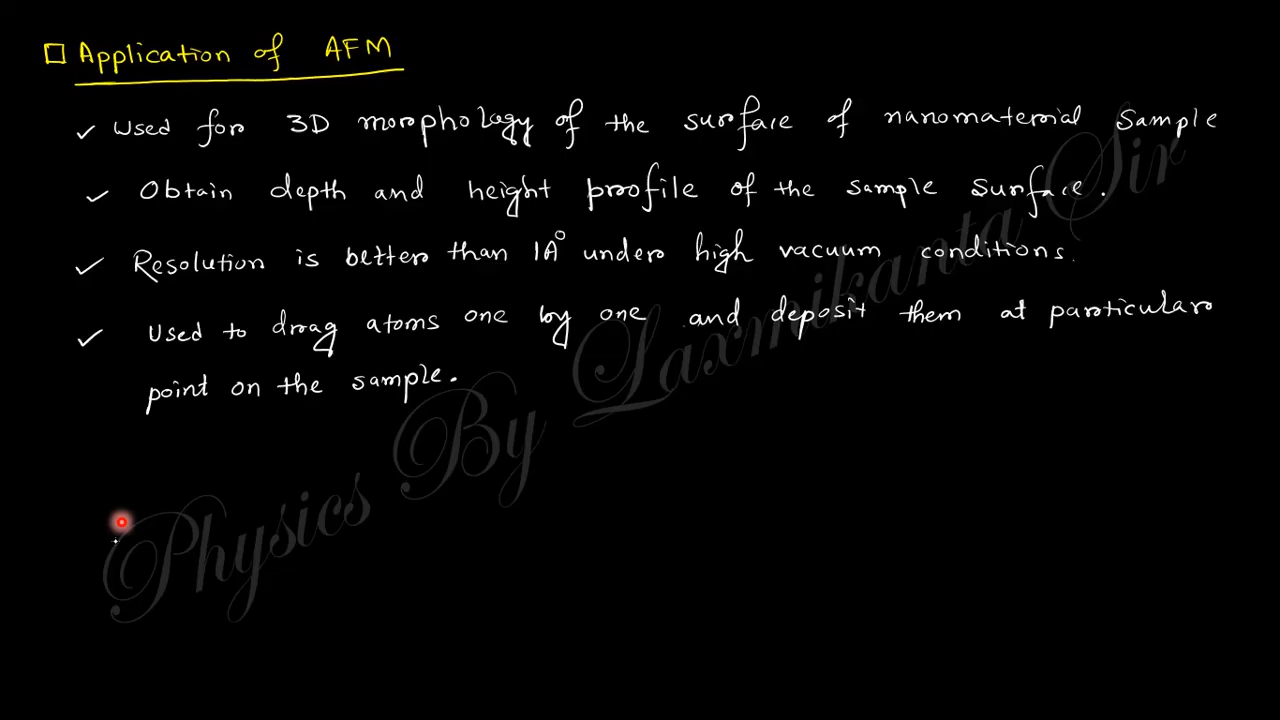 Application of AFM
✓ Used for 3D morphology of the surface of nanomaterial Sample
✓ Obtain depth and height profile of the sample surface.
✓ Resolution is better than 1A° under high vacuum conditions.
✓ Used to drag atoms one by one and deposit them at particular
point on the sample.
Physics By Laxmikanta Sir